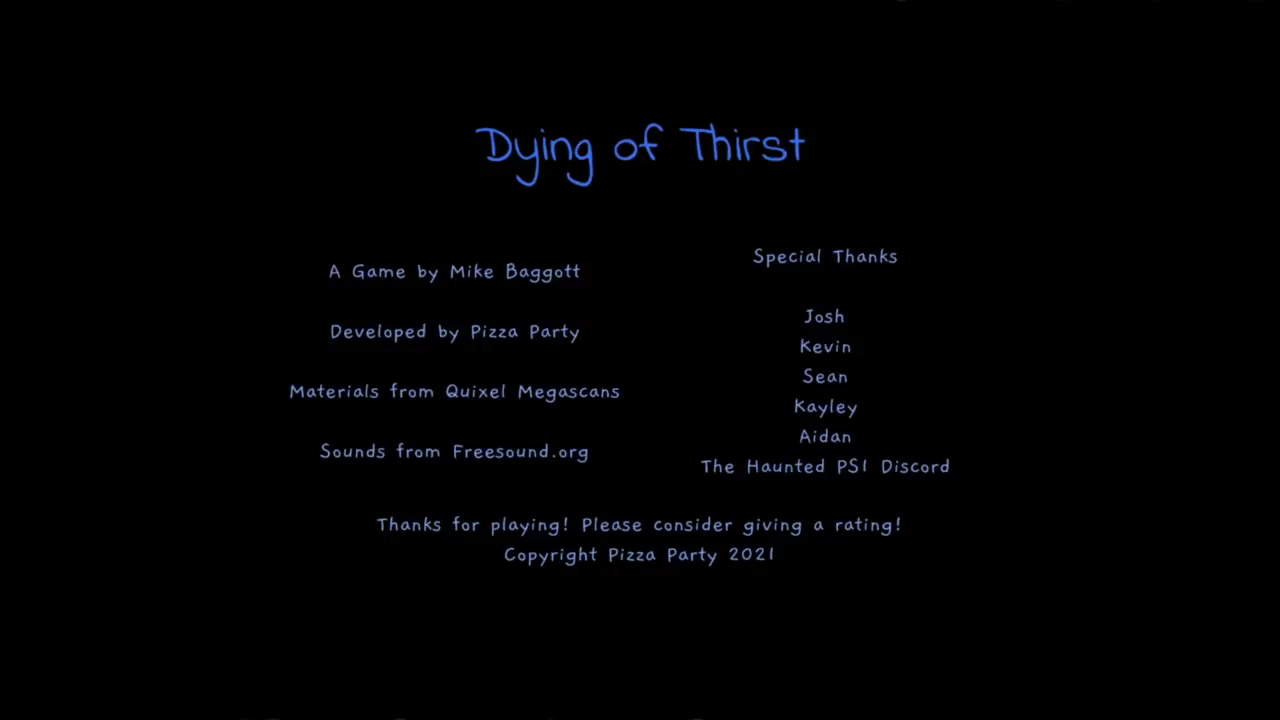 Dying of Thirst
A Game by Mike Baggott
Developed by Pizza Party
Materials from Quixel Megascans
Sounds from Freesound.org
Special Thanks
Josh
Kevin
Sean
Kayley
Aidan
The Haunted PS1 Discord
Thanks for playing! Please consider giving a rating!
Copyright Pizza Party 2021